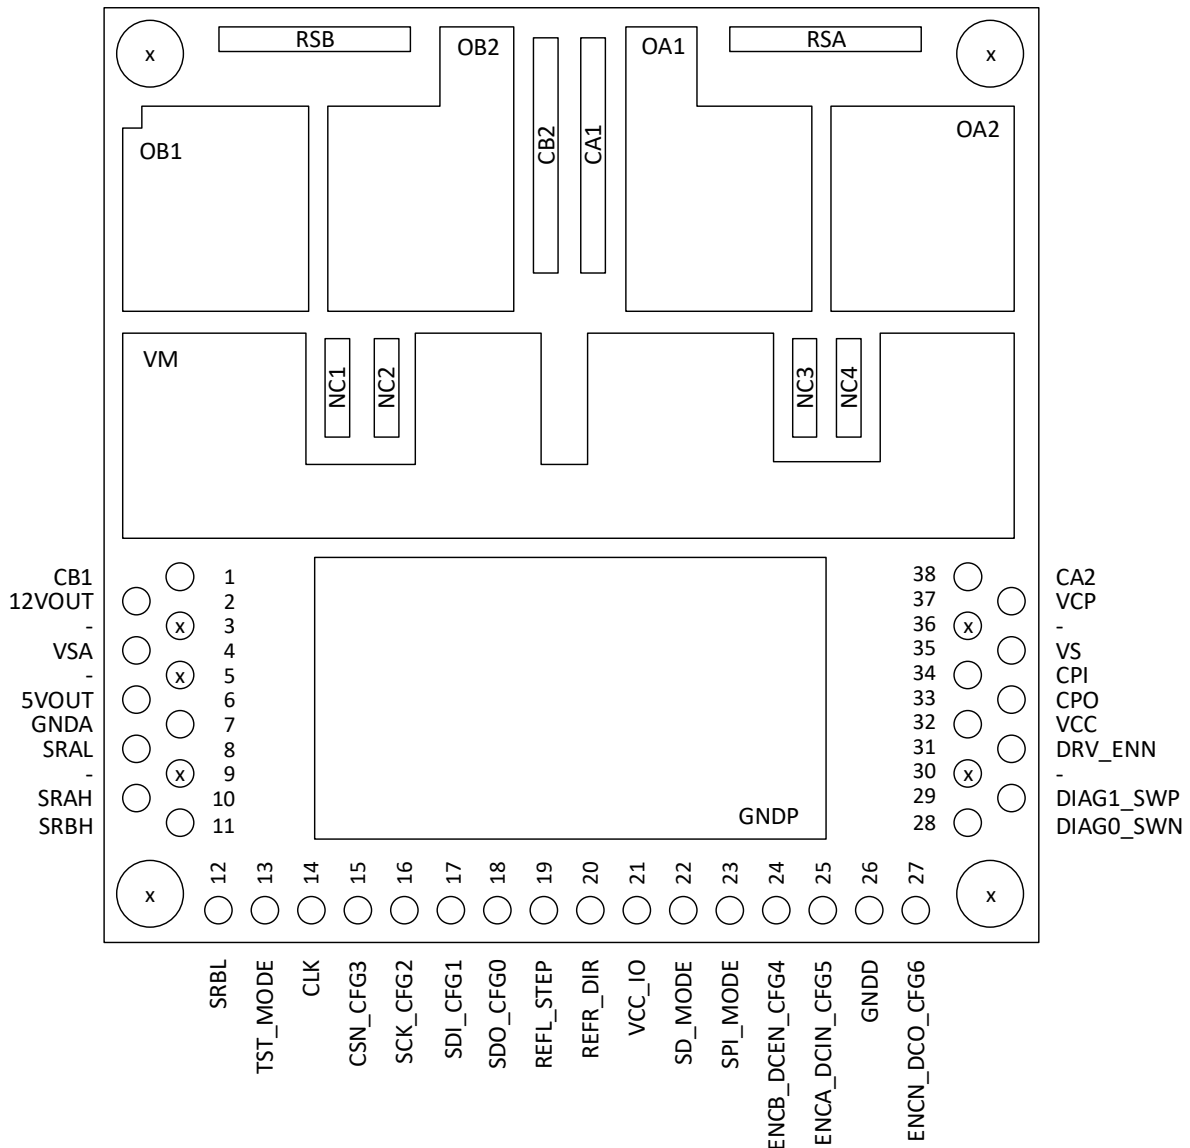 RSB
RSA
x
x
OB2
OA1
OB1
OA2
CB2
CA1
VM
NC1
NC2
NC3
NC4
CB1 1
12VOUT 2
- x 3
VSA 4
- x 5
5VOUT 6
GNDA 7
SRAL 8
- x 9
SRAH 10
SRBH 11
38 CA2
37 VCP
36 x -
35 VS
34 CPI
33 CPO
32 VCC
31 DRV_ENN
30 x -
29 DIAG1_SWP
28 DIAG0_SWN
GNDP
x
x
12
13
14
15
16
17
18
19
20
21
22
23
24
25
26
27
SRBL
TST_MODE
CLK
CSN_CFG3
SCK_CFG2
SDI_CFG1
SDO_CFG0
REFL_STEP
REFR_DIR
VCC_IO
SD_MODE
SPI_MODE
ENCB_DCEN_CFG4
ENCA_DCIN_CFG5
GNDD
ENCN_DCO_CFG6